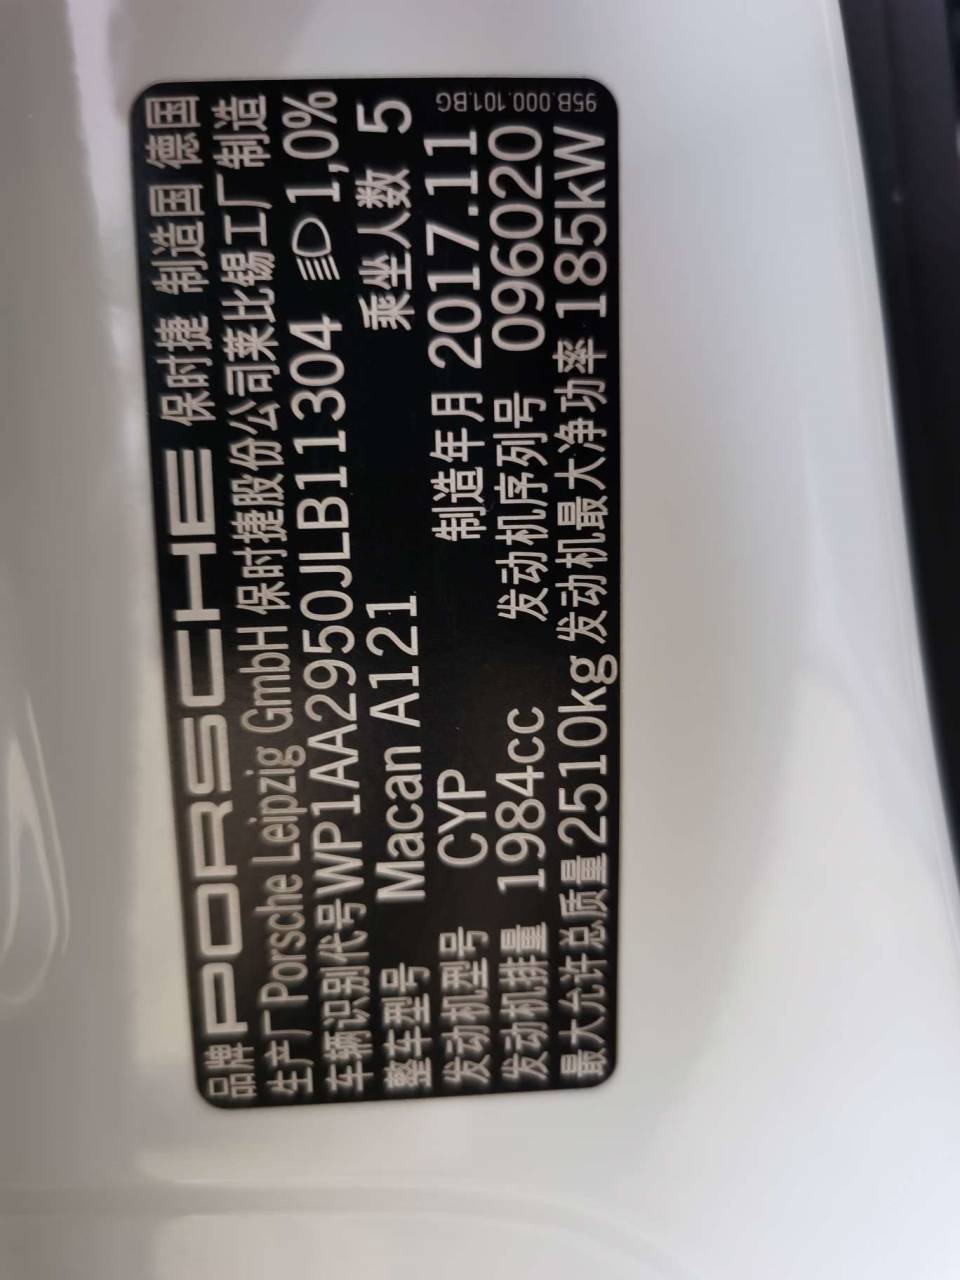 品牌 PORSCHE 保时捷 制造国 德国
生产厂 Porsche Leipzig GmbH 保时捷股份公司莱比锡工厂制造
车辆识别代号 WP1AA2950JLB11304 1,0%
整车型号 Macan A121 乘坐人数 5
发动机型号 CYP 制造年月 2017.11
发动机排量 1984cc 发动机序列号 096020
最大允许总质量 2510kg 发动机最大净功率 185kW
95B.000.101.BG